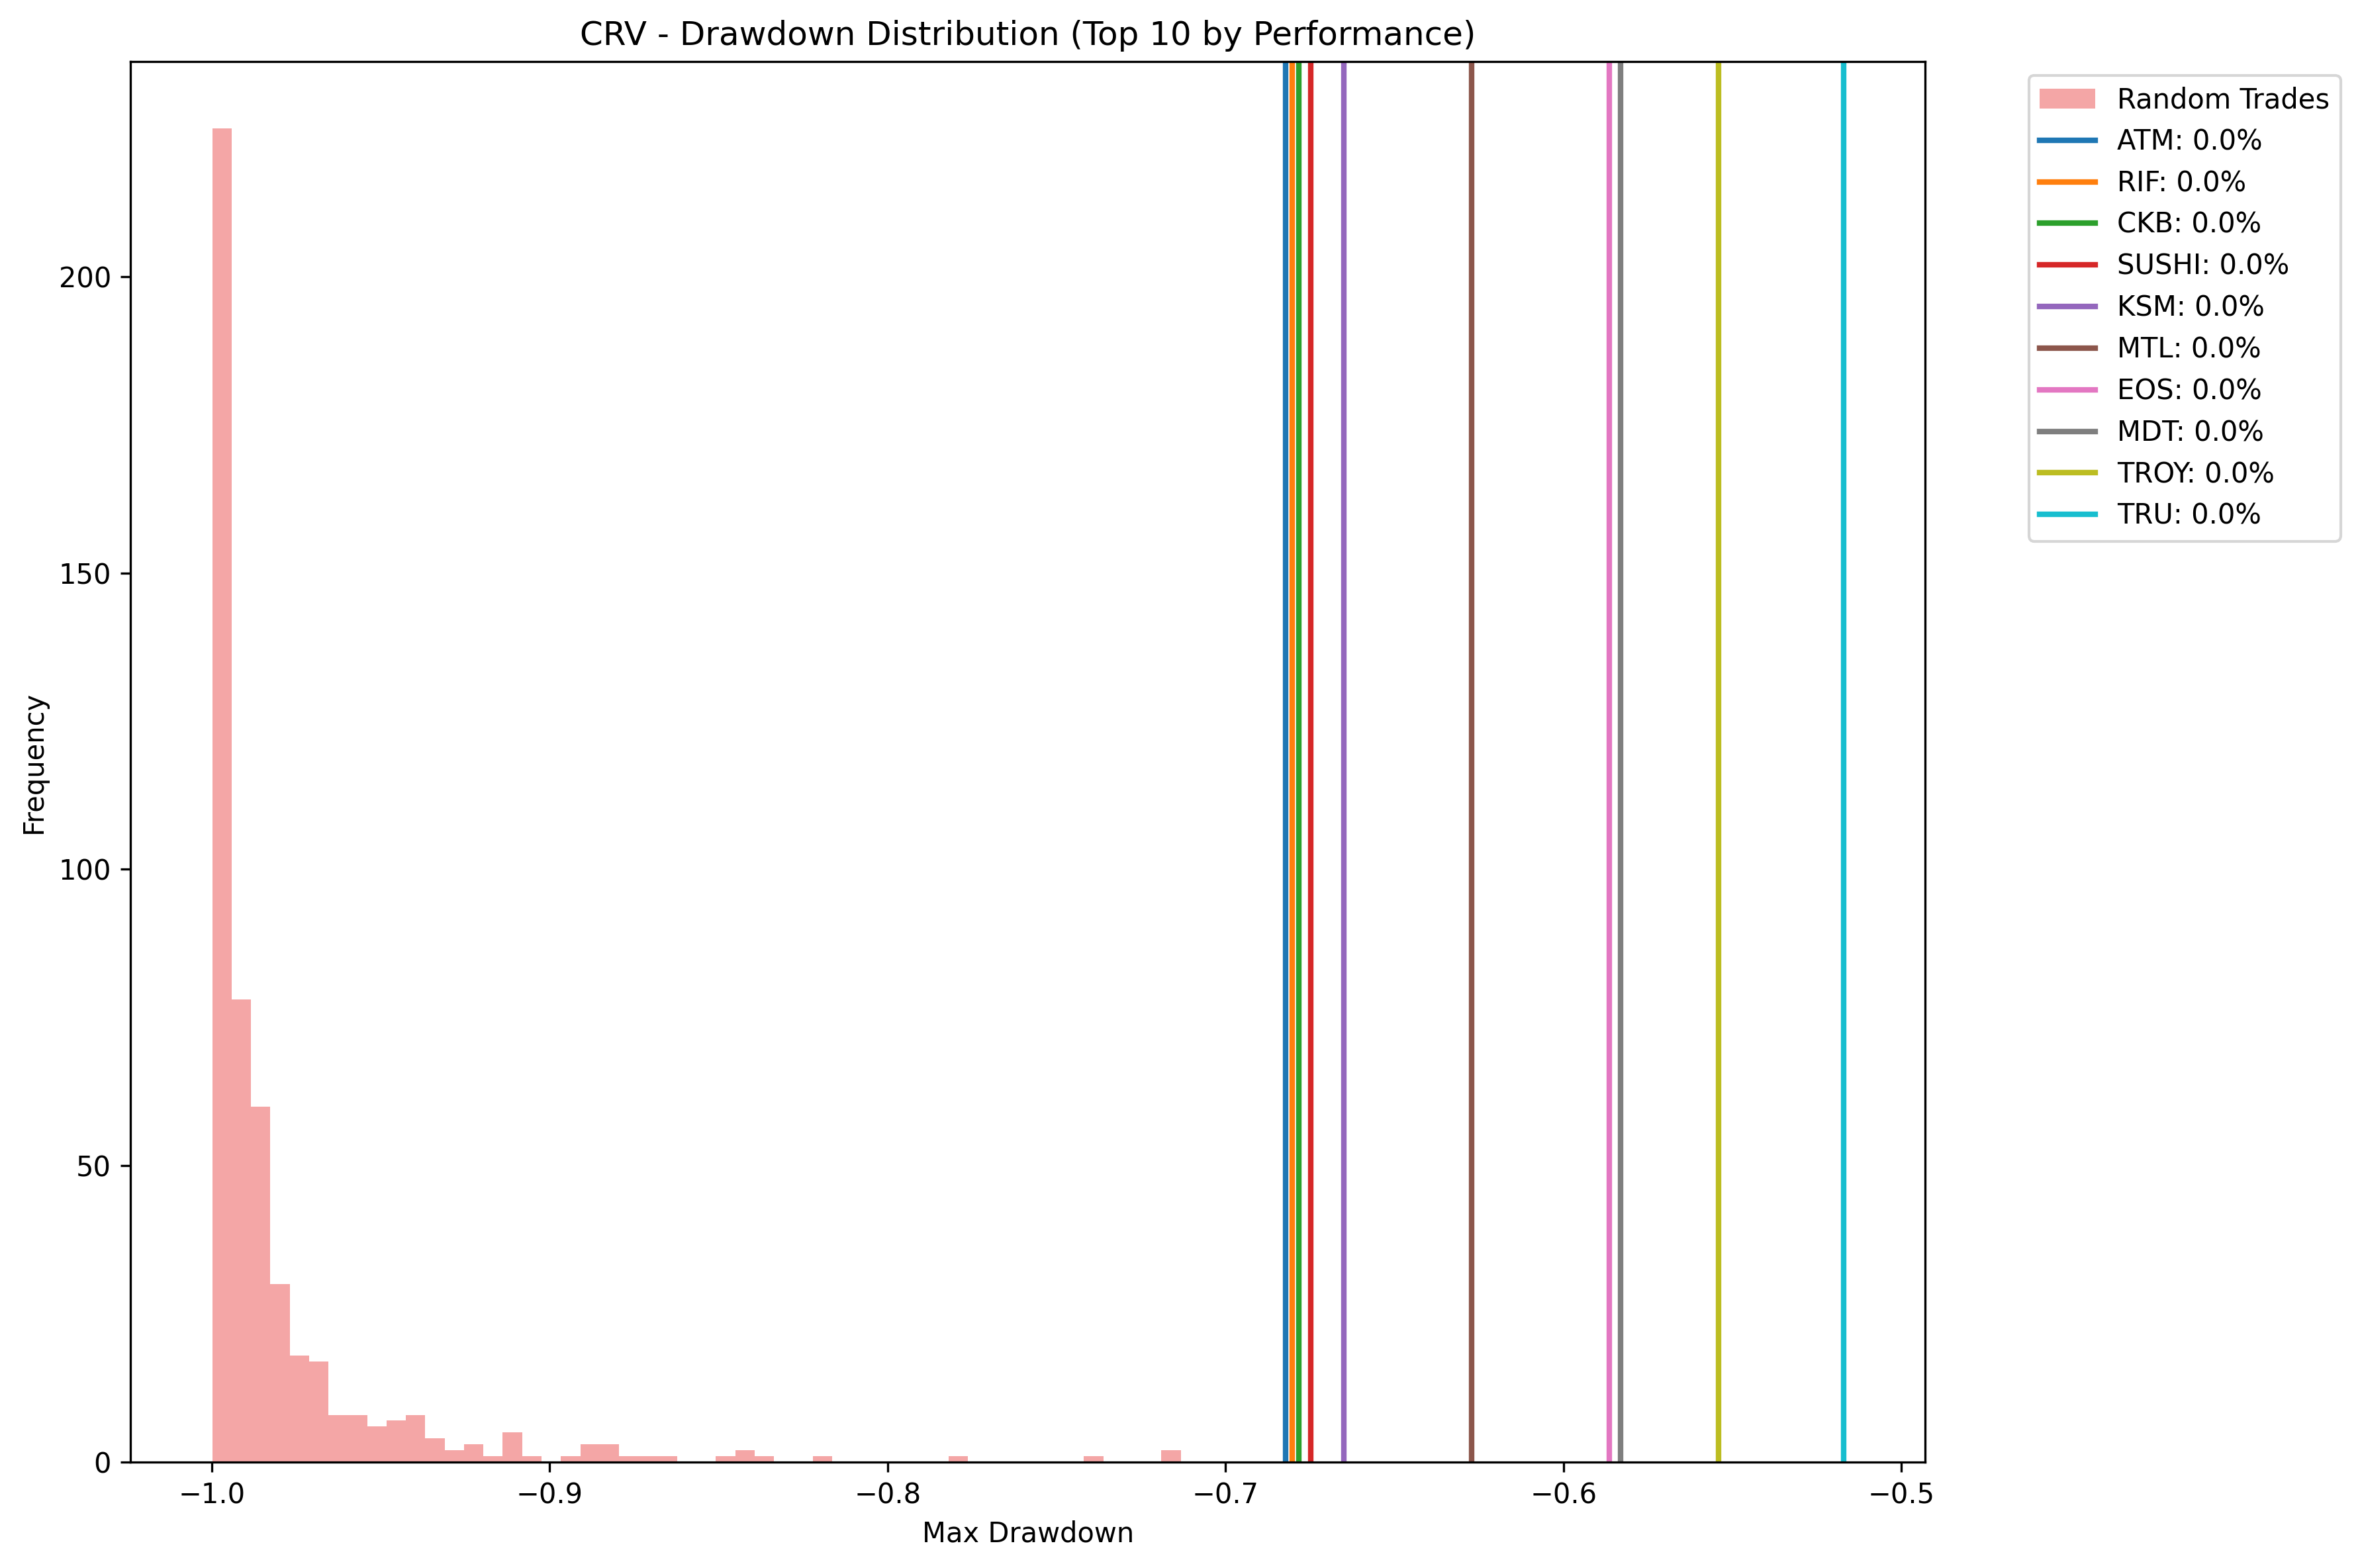 CRV - Drawdown Distribution (Top 10 by Performance)
Random Trades
ATM: 0.0%
RIF: 0.0%
CKB: 0.0%
SUSHI: 0.0%
KSM: 0.0%
MTL: 0.0%
EOS: 0.0%
MDT: 0.0%
TROY: 0.0%
TRU: 0.0%
Frequency
200
150
100
50
0
−1.0
−0.9
−0.8
−0.7
−0.6
−0.5
Max Drawdown